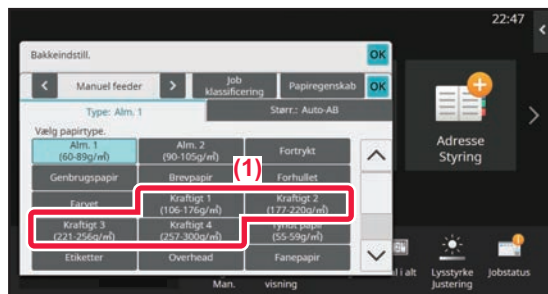 22:47
Bakkeindstill.
OK
Manuel feeder
Job
klassificering
Papiregenskab
OK
Type: Alm. 1
Størr.: Auto-AB
Vælg papirtype.
Alm. 1
(60-89g/㎡)
Alm. 2
(90-105g/㎡)
Fortrykt
Genbrugspapir
Brevpapir
(1)
Forhullet
Farvet
Kraftigt 1
(106-176g/㎡)
Kraftigt 2
(177-220g/㎡)
Kraftigt 3
(221-256g/㎡)
Kraftigt 4
(257-300g/㎡)
Tyndt papir
(55-59g/㎡)
Etiketter
Overhead
Fanepapir
Adresse
Styring
Man.
visning
i alt
Lysstyrke
Justering
Jobstatus